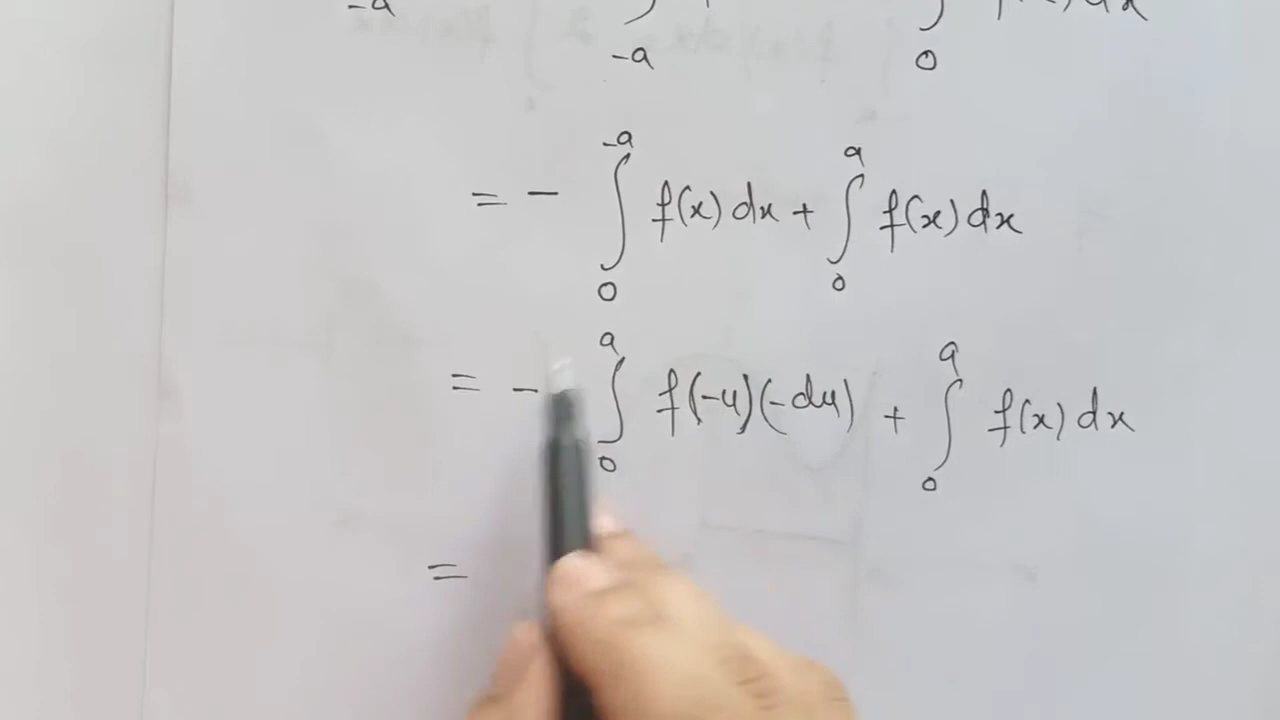 -a -a 0
= - ∫₀^{-a} f(x) dx + ∫₀^{a} f(x) dx
= - ∫₀^{a} f(-u)(-du) + ∫₀^{a} f(x) dx
=